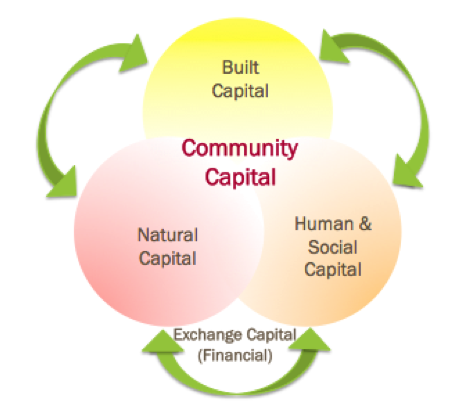 Built
Capital
Community
Capital
Natural
Capital
Human &
Social
Capital
Exchange Capital
(Financial)